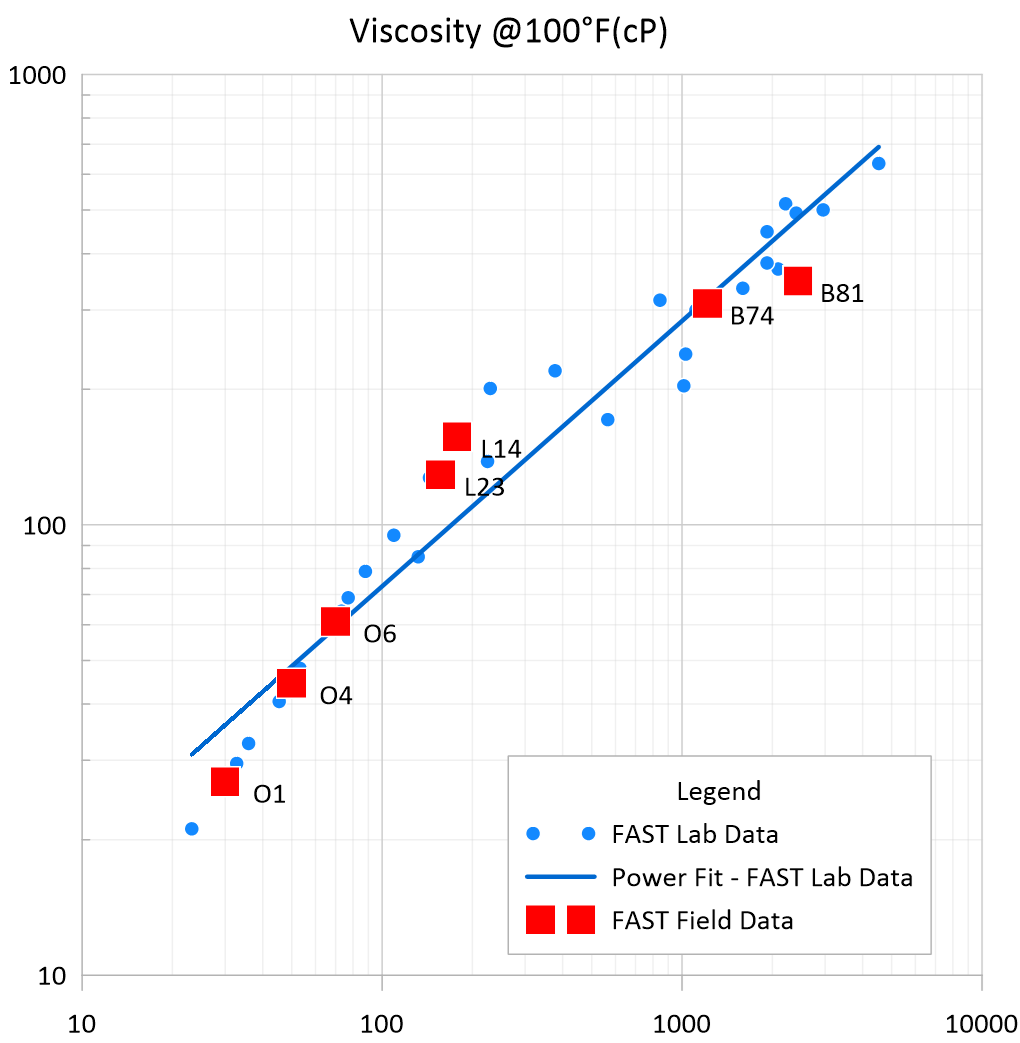 Viscosity @100°F(cP)
1000
B81
B74
L14
L23
100
O6
O4
O1
Legend
FAST Lab Data
Power Fit - FAST Lab Data
FAST Field Data
10
10 100 1000 10000